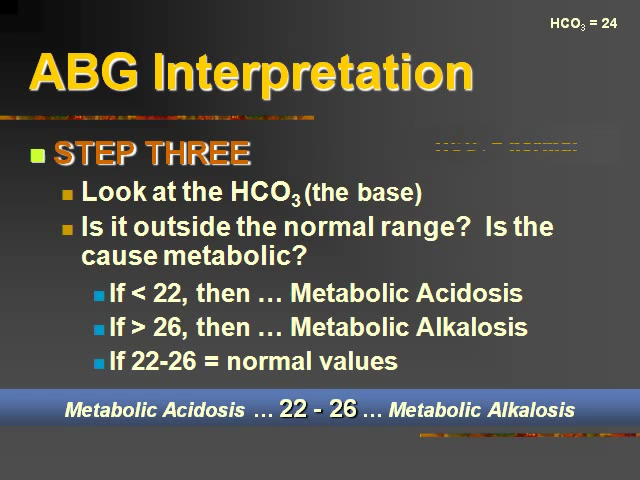 HCO₃ = 24
ABG Interpretation
STEP THREE
Look at the HCO₃ (the base)
Is it outside the normal range? Is the
cause metabolic?
If < 22, then … Metabolic Acidosis
If > 26, then … Metabolic Alkalosis
If 22-26 = normal values
Metabolic Acidosis … 22 - 26 … Metabolic Alkalosis